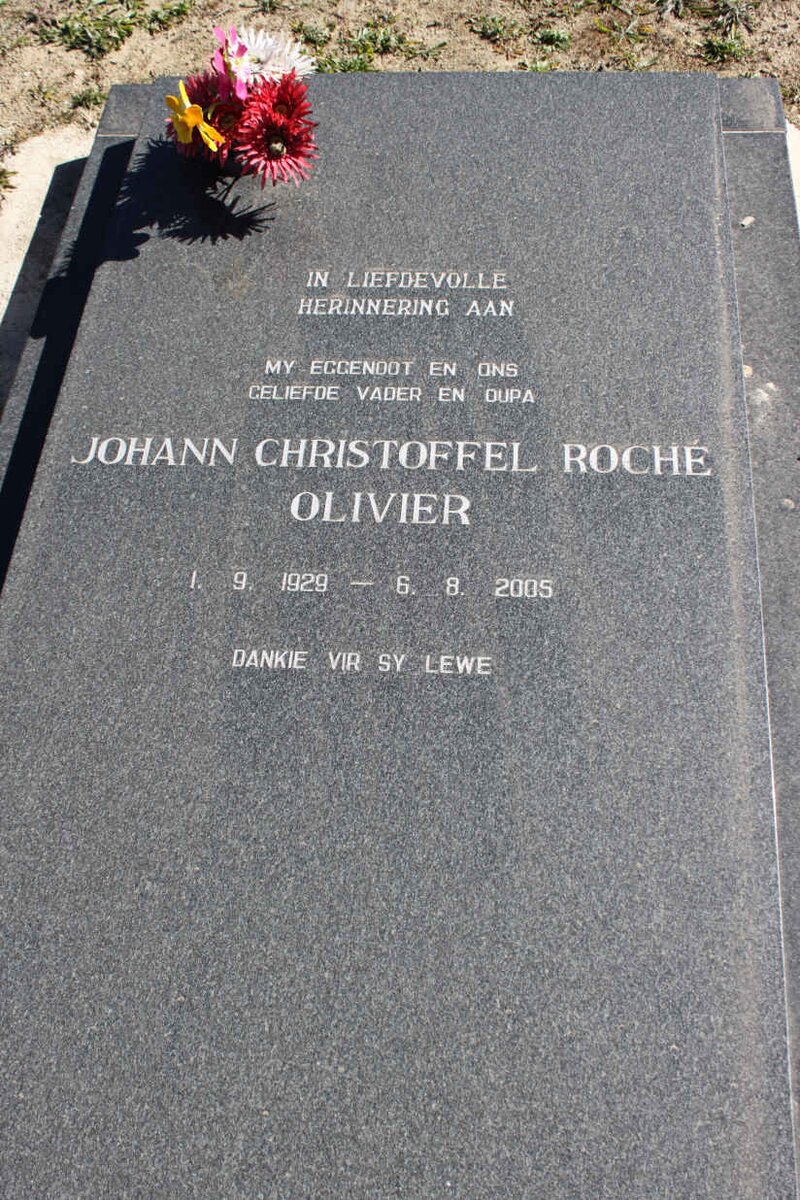 IN LIEFDEVOLLE
HERINNERING AAN
MY EGGENOOT EN ONS
GELIEFDE VADER EN OUPA
JOHANN CHRISTOFFEL ROCHÉ
OLIVIER
1. 9. 1929 — 6. 8. 2005
DANKIE VIR SY LEWE